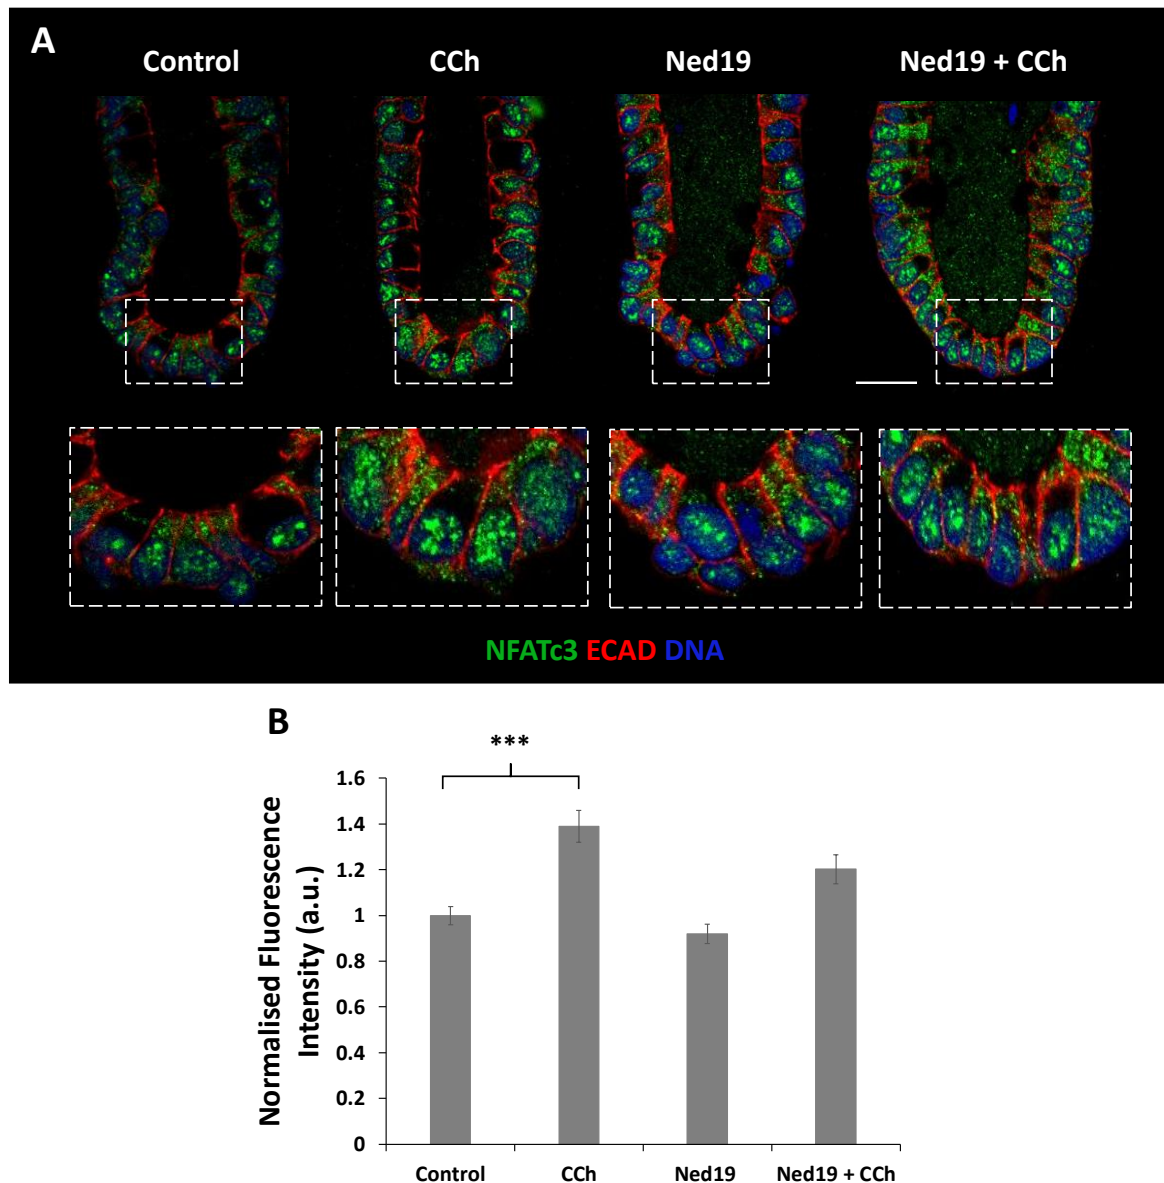 A
Control
CCh
Ned19
Ned19 + CCh
NFATc3 ECAD DNA
B
***
Normalised Fluorescence
Intensity (a.u.)
1.6
1.4
1.2
1
0.8
0.6
0.4
0.2
0
Control
CCh
Ned19
Ned19 + CCh